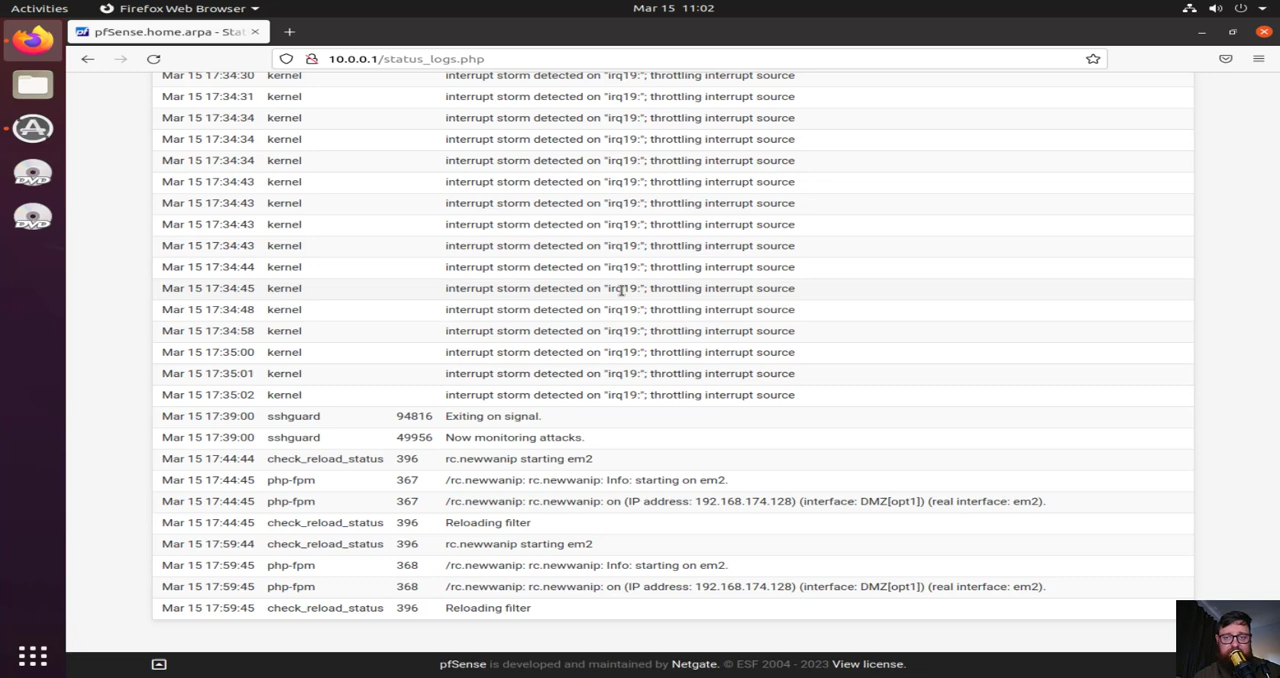 Activities
Firefox Web Browser
Mar 15 11:02
pfSense.home.arpa - Stat
10.0.0.1/status_logs.php
Mar 15 17:34:30 kernel interrupt storm detected on "irq19:"; throttling interrupt source
Mar 15 17:34:31 kernel interrupt storm detected on "irq19:"; throttling interrupt source
Mar 15 17:34:34 kernel interrupt storm detected on "irq19:"; throttling interrupt source
Mar 15 17:34:34 kernel interrupt storm detected on "irq19:"; throttling interrupt source
Mar 15 17:34:34 kernel interrupt storm detected on "irq19:"; throttling interrupt source
Mar 15 17:34:43 kernel interrupt storm detected on "irq19:"; throttling interrupt source
Mar 15 17:34:43 kernel interrupt storm detected on "irq19:"; throttling interrupt source
Mar 15 17:34:43 kernel interrupt storm detected on "irq19:"; throttling interrupt source
Mar 15 17:34:43 kernel interrupt storm detected on "irq19:"; throttling interrupt source
Mar 15 17:34:44 kernel interrupt storm detected on "irq19:"; throttling interrupt source
Mar 15 17:34:45 kernel interrupt storm detected on "irq19:"; throttling interrupt source
Mar 15 17:34:48 kernel interrupt storm detected on "irq19:"; throttling interrupt source
Mar 15 17:34:58 kernel interrupt storm detected on "irq19:"; throttling interrupt source
Mar 15 17:35:00 kernel interrupt storm detected on "irq19:"; throttling interrupt source
Mar 15 17:35:01 kernel interrupt storm detected on "irq19:"; throttling interrupt source
Mar 15 17:35:02 kernel interrupt storm detected on "irq19:"; throttling interrupt source
Mar 15 17:39:00 sshguard 94816 Exiting on signal.
Mar 15 17:39:00 sshguard 49956 Now monitoring attacks.
Mar 15 17:44:44 check_reload_status 396 rc.newwanip starting em2
Mar 15 17:44:45 php-fpm 367 /rc.newwanip: rc.newwanip: Info: starting on em2.
Mar 15 17:44:45 php-fpm 367 /rc.newwanip: rc.newwanip: on (IP address: 192.168.174.128) (interface: DMZ[opt1]) (real interface: em2).
Mar 15 17:44:45 check_reload_status 396 Reloading filter
Mar 15 17:59:44 check_reload_status 396 rc.newwanip starting em2
Mar 15 17:59:45 php-fpm 368 /rc.newwanip: rc.newwanip: Info: starting on em2.
Mar 15 17:59:45 php-fpm 368 /rc.newwanip: rc.newwanip: on (IP address: 192.168.174.128) (interface: DMZ[opt1]) (real interface: em2).
Mar 15 17:59:45 check_reload_status 396 Reloading filter
pfSense is developed and maintained by Netgate. © ESF 2004 - 2023 View license.
DVD
DVD